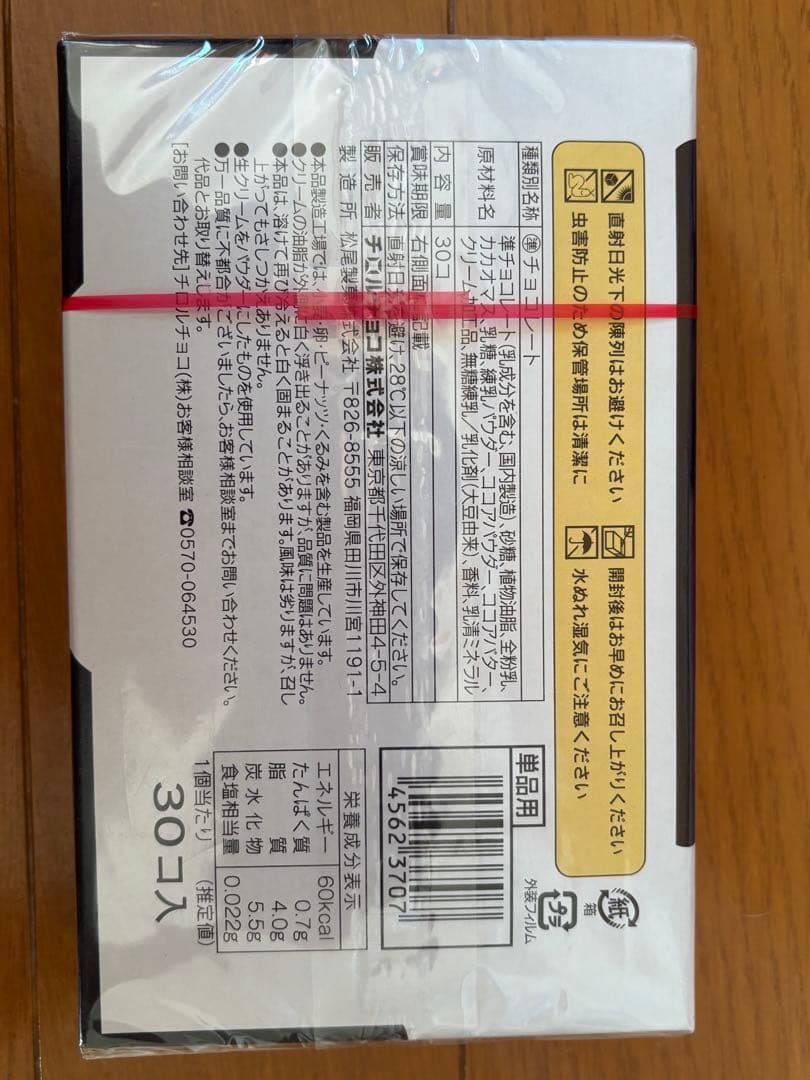 直射日光下の陳列はお避けください
虫害防止のため保管場所は清潔に
開封後はお早めにお召し上がりください
水ぬれ湿気にご注意ください
種類別名称 準チョコレート
原材料名 準チョコレート(乳成分を含む、国内製造)、砂糖、植物油脂、全粉乳、
カカオマス、乳糖、練乳パウダー、ココアパウダー、ココアバター、
クリーム加工品、無糖練乳／乳化剤(大豆由来)、香料、乳清ミネラル
内容量 30コ
賞味期限 右側面 記載
保存方法 直射日光 避け、28℃以下の涼しい場所で保存してください。
販売者 チロルチョコ株式会社 東京都千代田区外神田4-5-4
製造所 松尾製菓株式会社 〒826-8555 福岡県田川市川宮1191-1
●本品製造工場では、小麦・卵・ピーナッツ・くるみを含む製品を生産しています。
●クリームの油脂が外 に白く浮き出ることがありますが、品質に問題はありません。
●本品は、溶けて再び冷えると白く固まることがあります。風味は劣りますが、召し
上がってもさしつかえありません。
●生クリームをパウダーにしたものを使用しています。
●万一品質に不都合がございましたら、お客様相談室までお問い合わせください。
代品とお取り替えします。
[お問い合わせ先]チロルチョコ(株)お客様相談室 ☎0570-064530
紙
箱
プラ
外装フィルム
単品用
45623707
栄養成分表示
エネルギー 60kcal
たんぱく質 0.7g
脂質 4.0g
炭水化物 5.5g
食塩相当量 0.022g
1個当たり (推定値)
30コ入